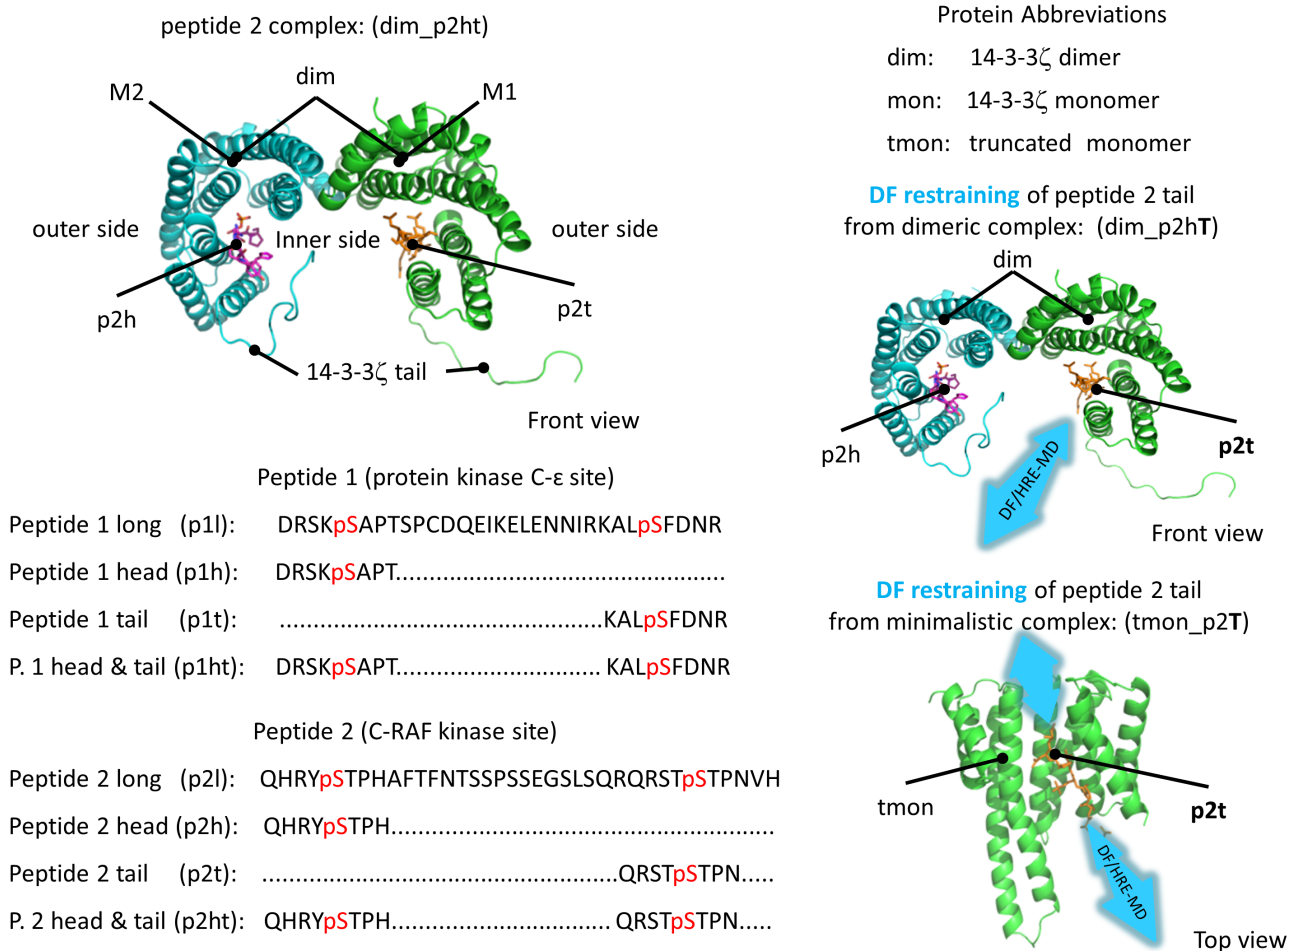 peptide 2 complex: (dim_p2ht)
dim
M2
M1
outer side
Inner side
outer side
p2h
p2t
14-3-3ζ tail
Front view
Peptide 1 (protein kinase C-ε site)
Peptide 1 long (p1l): DRSKpSAPTSPCDQEIKELENNIRKALpSFDNR
Peptide 1 head (p1h): DRSKpSAPT..................................................
Peptide 1 tail (p1t): .................................................KALpSFDNR
P. 1 head & tail (p1ht): DRSKpSAPT............................... KALpSFDNR
Peptide 2 (C-RAF kinase site)
Peptide 2 long (p2l): QHRYpSTPHAFTFNTSSPSSEGSLSQRQRSTpSTPNVH
Peptide 2 head (p2h): QHRYpSTPH..........................................................
Peptide 2 tail (p2t): ......................................................QRSTpSTPN.....
P. 2 head & tail (p2ht): QHRYpSTPH.................................. QRSTpSTPN.....
Protein Abbreviations
dim: 14-3-3ζ dimer
mon: 14-3-3ζ monomer
tmon: truncated monomer
DF restraining of peptide 2 tail
from dimeric complex: (dim_p2hT)
dim
p2h
p2t
DF/HRE-MD
Front view
DF restraining of peptide 2 tail
from minimalistic complex: (tmon_p2T)
tmon
p2t
DF/HRE-MD
Top view